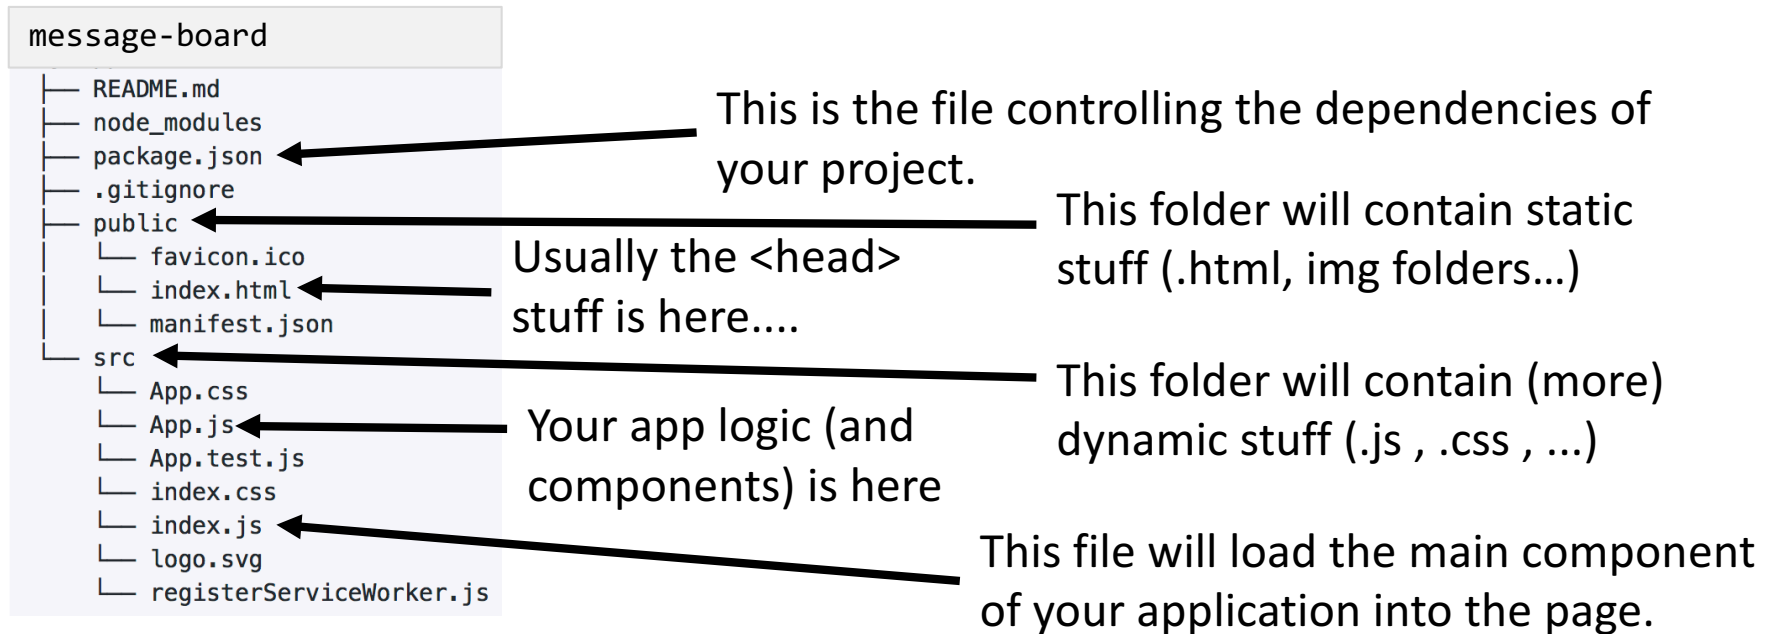 message-board
README.md
node_modules
package.json
.gitignore
public
favicon.ico
index.html
manifest.json
src
App.css
App.js
App.test.js
index.css
index.js
logo.svg
registerServiceWorker.js
This is the file controlling the dependencies of
your project.
This folder will contain static
stuff (.html, img folders…)
Usually the <head>
stuff is here....
This folder will contain (more)
dynamic stuff (.js , .css , ...)
Your app logic (and
components) is here
This file will load the main component
of your application into the page.